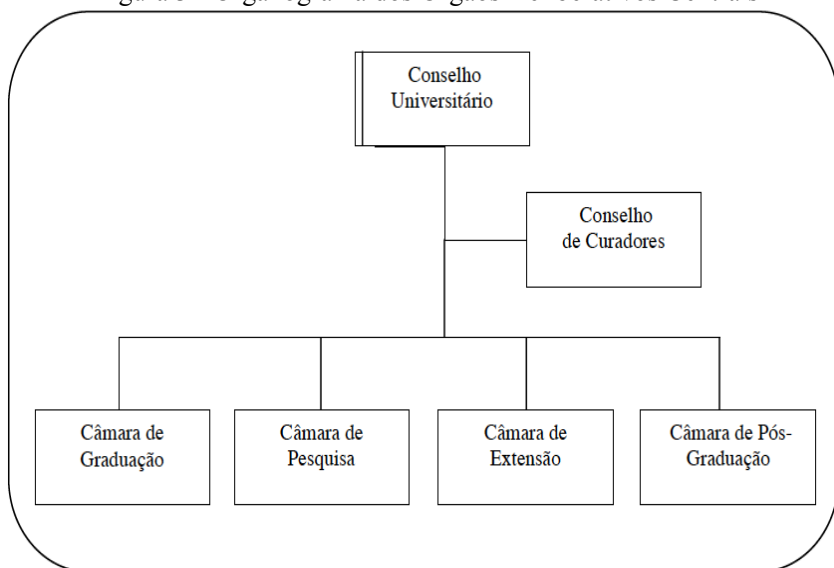 Conselho
Universitário
Conselho
de Curadores
Câmara de
Graduação
Câmara de
Pesquisa
Câmara de
Extensão
Câmara de Pós-
Graduação